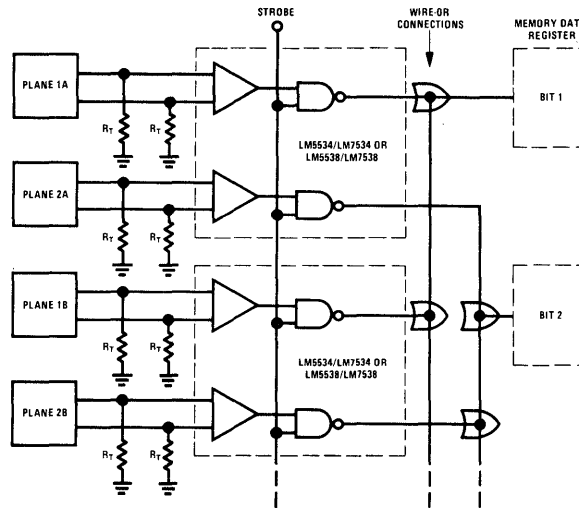 STROBE
WIRE-OR
CONNECTIONS
MEMORY DATA
REGISTER
PLANE 1A
BIT 1
RT
RT
LM5534/LM7534 OR
LM5538/LM7538
PLANE 2A
RT
RT
PLANE 1B
BIT 2
RT
RT
LM5534/LM7534 OR
LM5538/LM7538
PLANE 2B
RT
RT